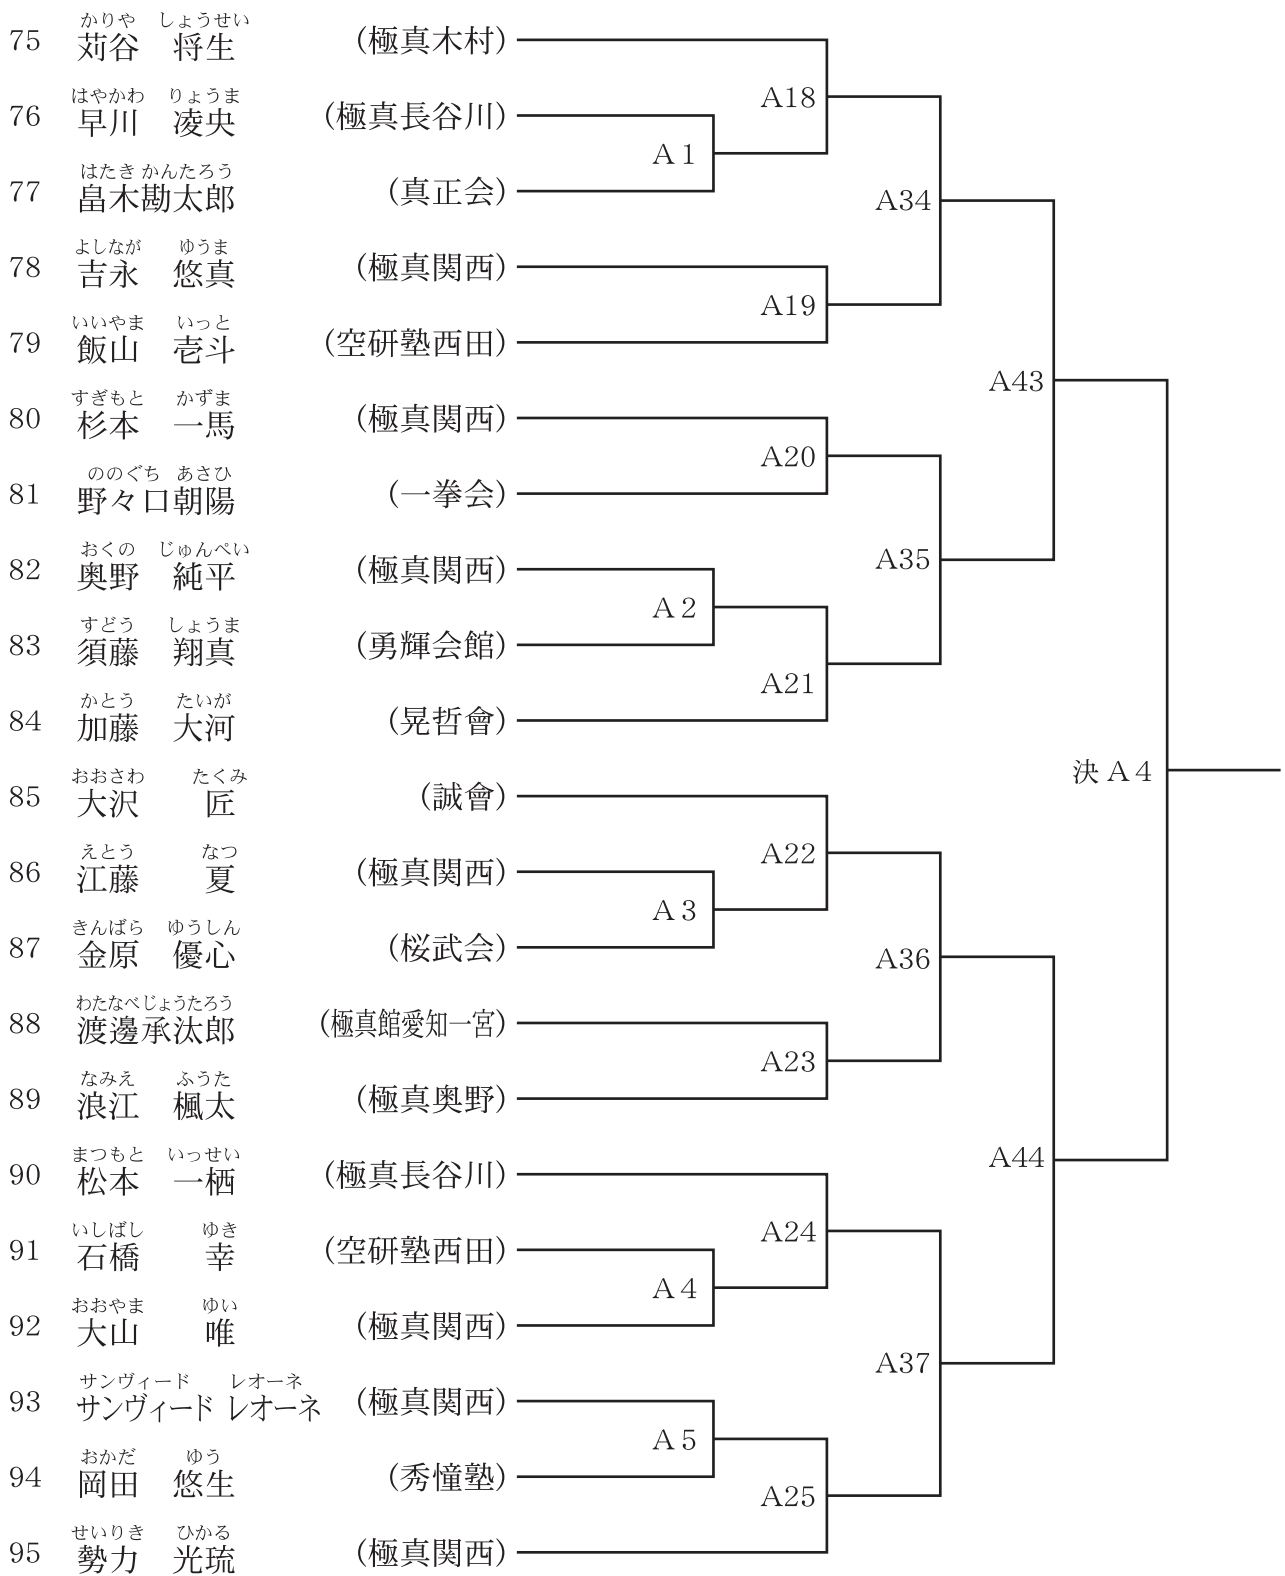 かりや しょうせい
75 苅谷 将生 (極真木村)
A18
はやかわ りょうま
76 早川 凌央 (極真長谷川)
A 1
はたき かんたろう
77 畠木勘太郎 (真正会)
A34
よしなが ゆうま
78 吉永 悠真 (極真関西)
A19
いいやま いっと
79 飯山 壱斗 (空研塾西田)
A43
すぎもと かずま
80 杉本 一馬 (極真関西)
A20
ののぐち あさひ
81 野々口朝陽 (一拳会)
A35
おくの じゅんぺい
82 奥野 純平 (極真関西)
A 2
すどう しょうま
83 須藤 翔真 (勇輝会館)
A21
かとう たいが
84 加藤 大河 (晃哲會)
決 A 4
おおさわ たくみ
85 大沢 匠 (誠會)
A22
えとう なつ
86 江藤 夏 (極真関西)
A 3
きんばら ゆうしん
87 金原 優心 (桜武会)
A36
わたなべじょうたろう
88 渡邊承汰郎 (極真館愛知一宮)
A23
なみえ ふうた
89 浪江 楓太 (極真奥野)
A44
まつもと いっせい
90 松本 一栖 (極真長谷川)
A24
いしばし ゆき
91 石橋 幸 (空研塾西田)
A 4
おおやま ゆい
92 大山 唯 (極真関西)
A37
サンヴィード レオーネ
93 サンヴィード レオーネ (極真関西)
A 5
おかだ ゆう
94 岡田 悠生 (秀憧塾)
A25
せいりき ひかる
95 勢力 光琉 (極真関西)